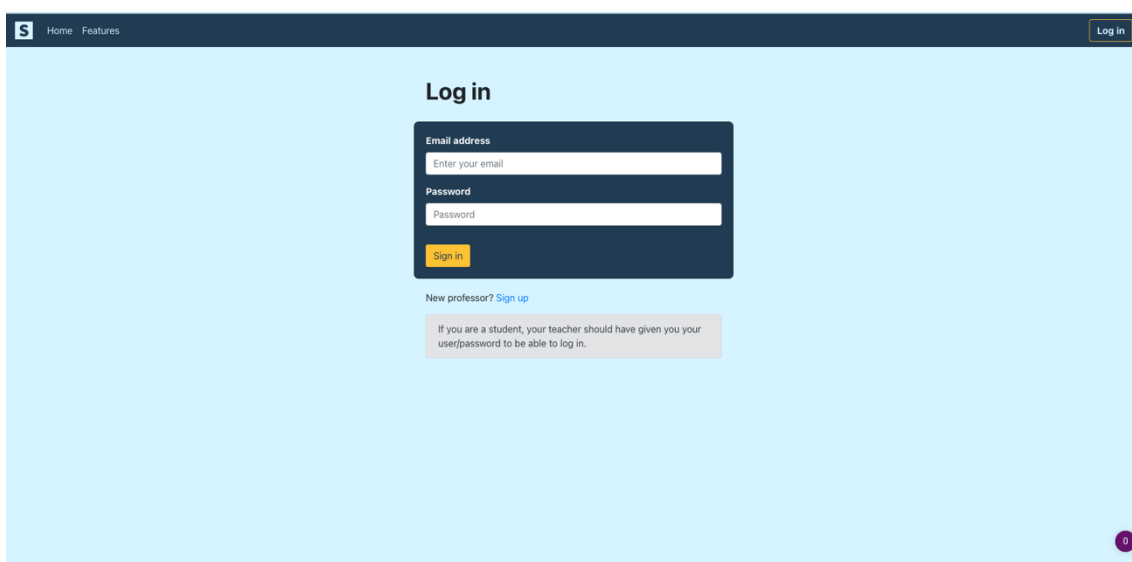 S Home Features Log in
Log in
Email address
Enter your email
Password
Password
Sign in
New professor? Sign up
If you are a student, your teacher should have given you your
user/password to be able to log in.
0